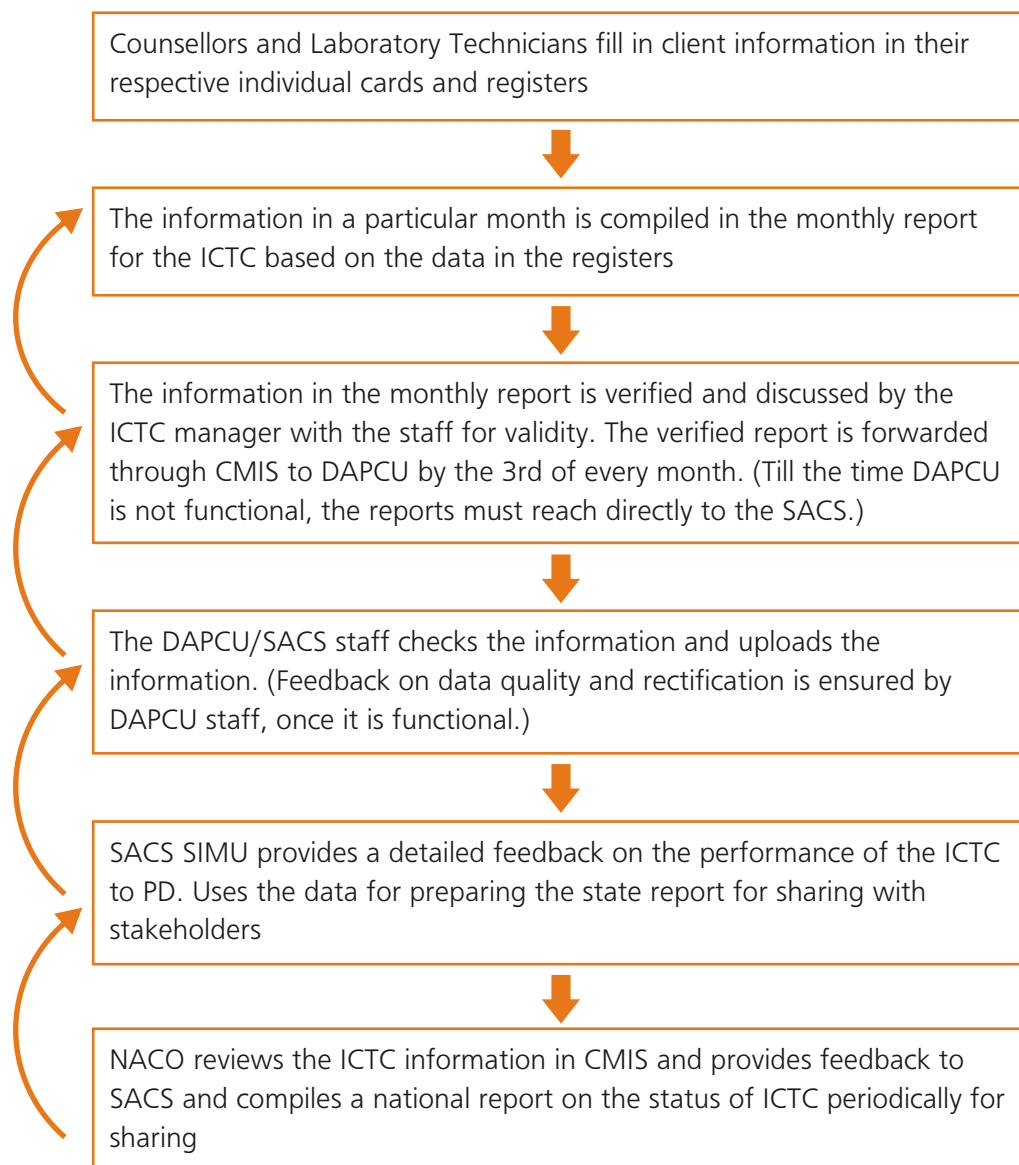 Counsellors and Laboratory Technicians fill in client information in their
respective individual cards and registers
The information in a particular month is compiled in the monthly report
for the ICTC based on the data in the registers
The information in the monthly report is verified and discussed by the
ICTC manager with the staff for validity. The verified report is forwarded
through CMIS to DAPCU by the 3rd of every month. (Till the time DAPCU
is not functional, the reports must reach directly to the SACS.)
The DAPCU/SACS staff checks the information and uploads the
information. (Feedback on data quality and rectification is ensured by
DAPCU staff, once it is functional.)
SACS SIMU provides a detailed feedback on the performance of the ICTC
to PD. Uses the data for preparing the state report for sharing with
stakeholders
NACO reviews the ICTC information in CMIS and provides feedback to
SACS and compiles a national report on the status of ICTC periodically for
sharing